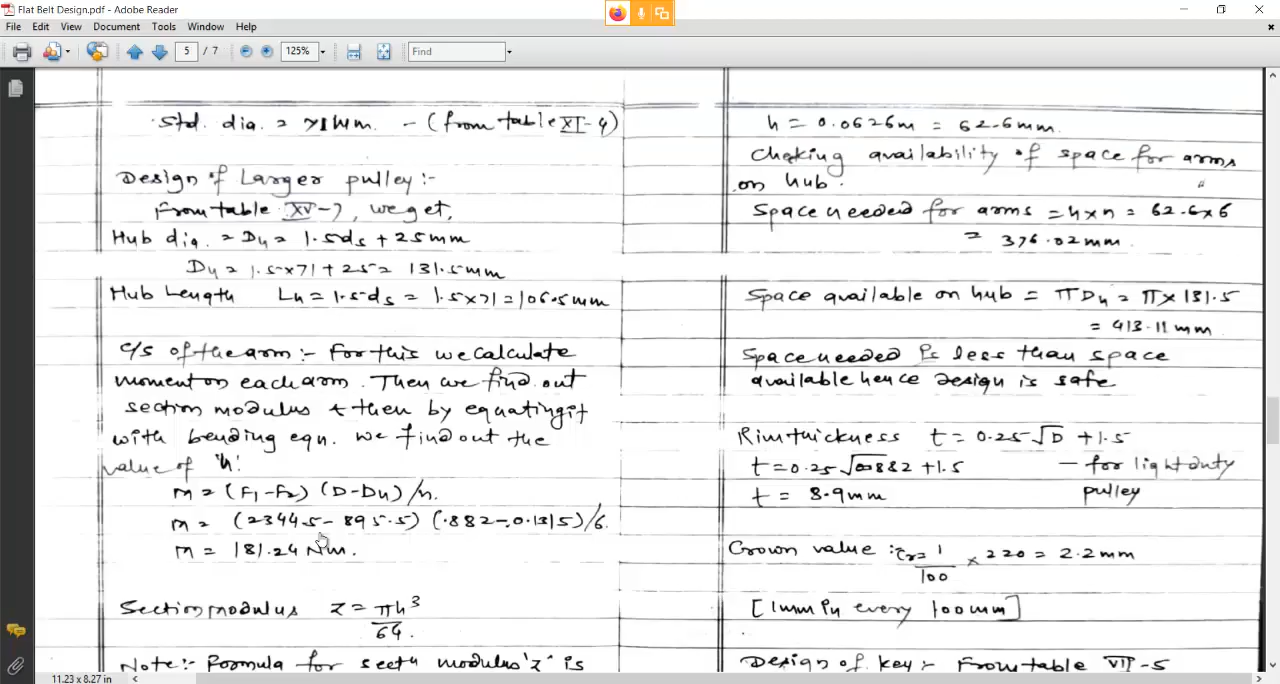 Flat Belt Design.pdf - Adobe Reader
File Edit View Document Tools Window Help
5 / 7 125% Find
Std. dia. = 71 mm. - (from table XI-4)
Design of Larger pulley :-
From table XV-7, we get,
Hub dia. = DH = 1.5ds + 25mm
DH = 1.5x71 + 25 = 131.5mm
Hub Length LH = 1.5ds = 1.5x71 = 106.5mm
C/S of the arm :- For this we calculate
moment on each arm. Then we find out
section modulus & then by equating it
with bending eqn. we find out the
value of 'h'.
M = (F1-F2) (D-DH)/n.
M = (2344.5 - 895.5) (.882-0.1315)/6.
M = 181.24 Nm.
Section modulus Z = πh³
64.
Note:- Formula for sectn modulus 'z' is
h = 0.0626m = 62.6mm.
Checking availability of space for arms
on hub.
Space needed for arms = h x n = 62.6x6
= 376.02mm.
Space available on hub = πDH = π x 131.5
= 413.11 mm
Space needed is less than space
available hence Design is safe
Rim thickness t = 0.25√D + 1.5
t = 0.25√882 + 1.5 — for light duty
t = 8.9mm pulley
Crown value : Cr = 1 x 220 = 2.2mm
100
[1mm in every 100mm]
Design of key :- From table VII-5
11.23 x 8.27 in